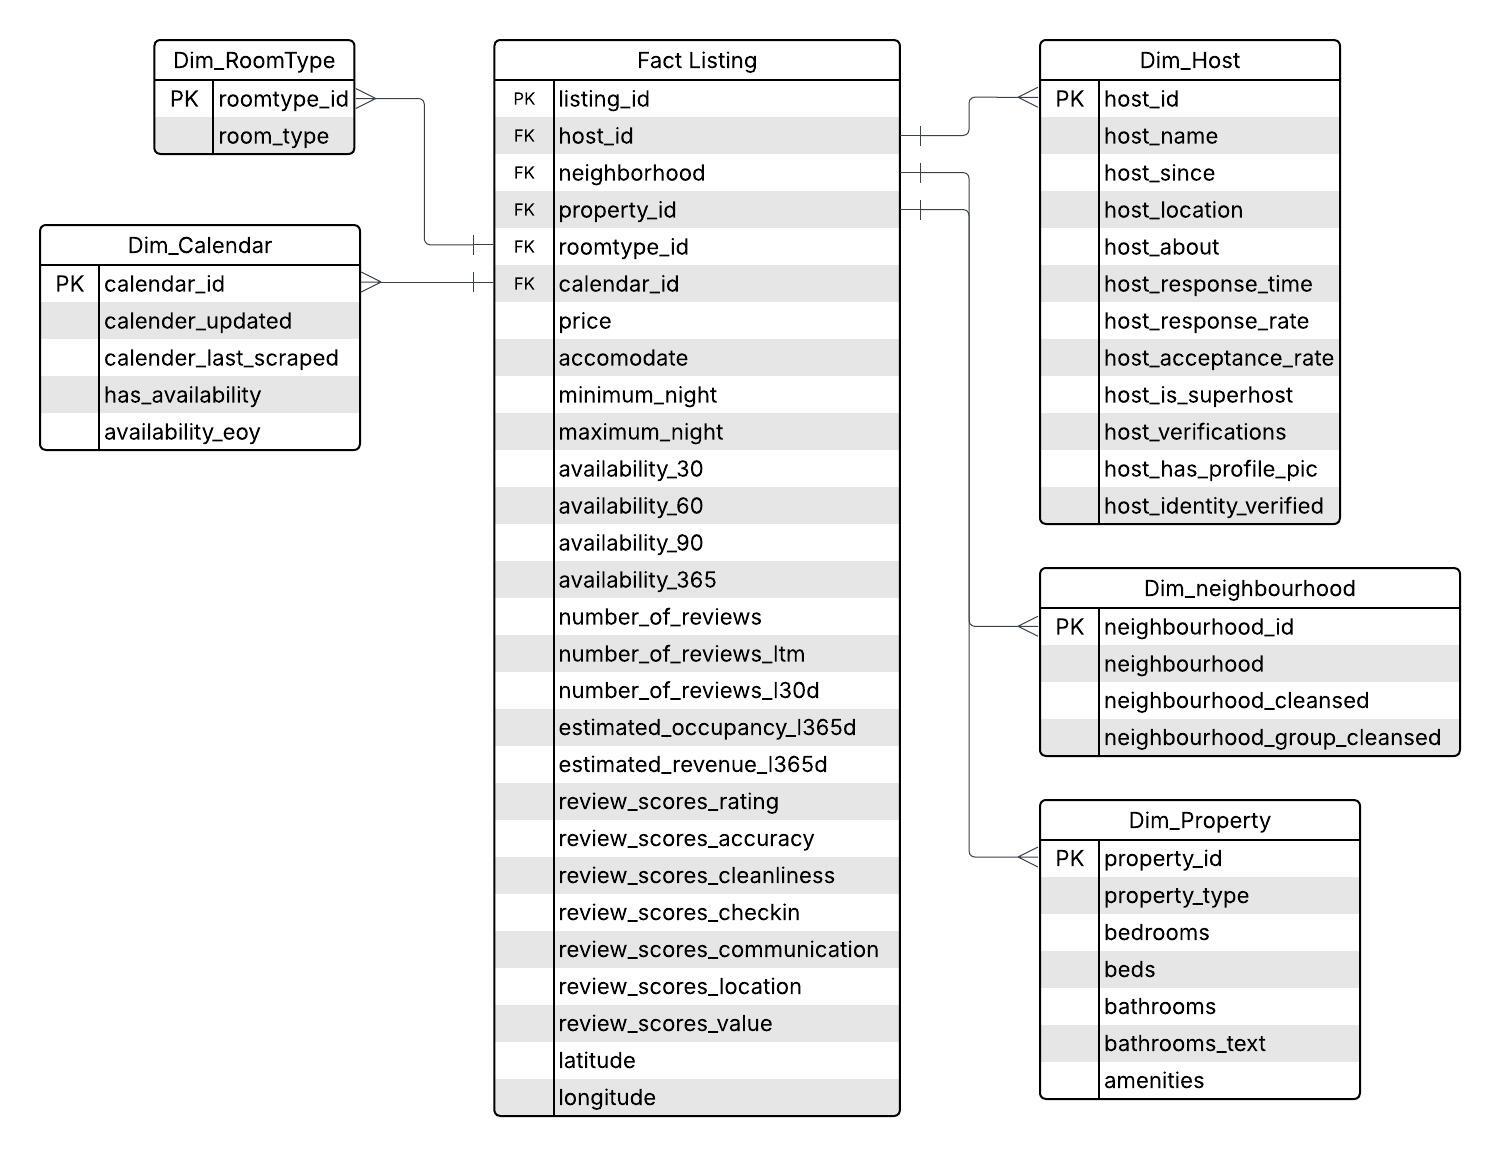 Dim_RoomType
PK roomtype_id
room_type
Dim_Calendar
PK calendar_id
calender_updated
calender_last_scraped
has_availability
availability_eoy
Fact Listing
PK listing_id
FK host_id
FK neighborhood
FK property_id
FK roomtype_id
FK calendar_id
price
accomodate
minimum_night
maximum_night
availability_30
availability_60
availability_90
availability_365
number_of_reviews
number_of_reviews_ltm
number_of_reviews_l30d
estimated_occupancy_l365d
estimated_revenue_l365d
review_scores_rating
review_scores_accuracy
review_scores_cleanliness
review_scores_checkin
review_scores_communication
review_scores_location
review_scores_value
latitude
longitude
Dim_Host
PK host_id
host_name
host_since
host_location
host_about
host_response_time
host_response_rate
host_acceptance_rate
host_is_superhost
host_verifications
host_has_profile_pic
host_identity_verified
Dim_neighbourhood
PK neighbourhood_id
neighbourhood
neighbourhood_cleansed
neighbourhood_group_cleansed
Dim_Property
PK property_id
property_type
bedrooms
beds
bathrooms
bathrooms_text
amenities